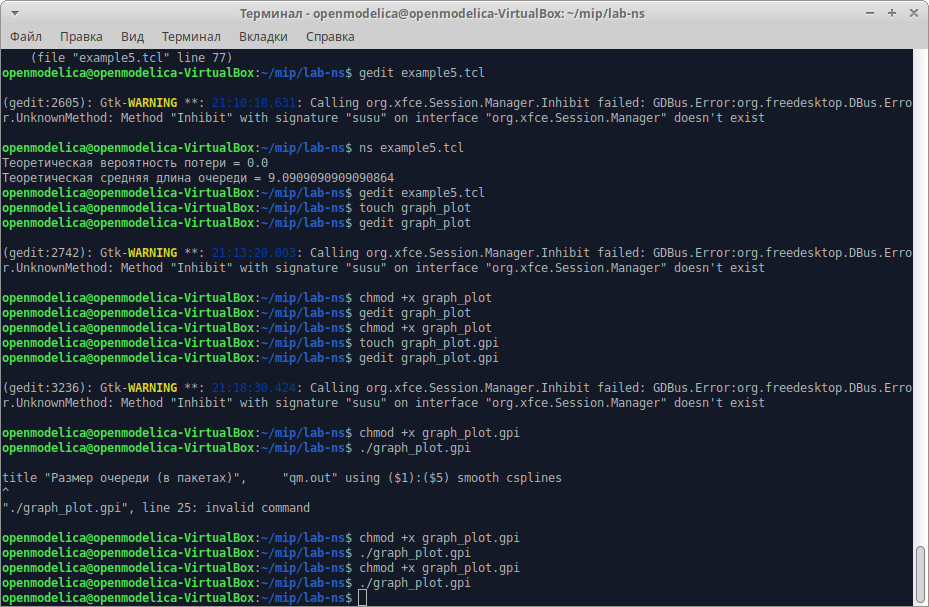 Терминал - openmodelica@openmodelica-VirtualBox: ~/mip/lab-ns
Файл Правка Вид Терминал Вкладки Справка
(file "example5.tcl" line 77)
openmodelica@openmodelica-VirtualBox:~/mip/lab-ns$ gedit example5.tcl
(gedit:2605): Gtk-WARNING **: 21:10:18.631: Calling org.xfce.Session.Manager.Inhibit failed: GDBus.Error:org.freedesktop.DBus.Erro
r.UnknownMethod: Method "Inhibit" with signature "susu" on interface "org.xfce.Session.Manager" doesn't exist
openmodelica@openmodelica-VirtualBox:~/mip/lab-ns$ ns example5.tcl
Теоретическая вероятность потери = 0.0
Теоретическая средняя длина очереди = 9.0909090909090864
openmodelica@openmodelica-VirtualBox:~/mip/lab-ns$ gedit example5.tcl
openmodelica@openmodelica-VirtualBox:~/mip/lab-ns$ touch graph_plot
openmodelica@openmodelica-VirtualBox:~/mip/lab-ns$ gedit graph_plot
(gedit:2742): Gtk-WARNING **: 21:13:20.003: Calling org.xfce.Session.Manager.Inhibit failed: GDBus.Error:org.freedesktop.DBus.Erro
r.UnknownMethod: Method "Inhibit" with signature "susu" on interface "org.xfce.Session.Manager" doesn't exist
openmodelica@openmodelica-VirtualBox:~/mip/lab-ns$ chmod +x graph_plot
openmodelica@openmodelica-VirtualBox:~/mip/lab-ns$ gedit graph_plot
openmodelica@openmodelica-VirtualBox:~/mip/lab-ns$ chmod +x graph_plot
openmodelica@openmodelica-VirtualBox:~/mip/lab-ns$ touch graph_plot.gpi
openmodelica@openmodelica-VirtualBox:~/mip/lab-ns$ gedit graph_plot.gpi
(gedit:3236): Gtk-WARNING **: 21:18:30.424: Calling org.xfce.Session.Manager.Inhibit failed: GDBus.Error:org.freedesktop.DBus.Erro
r.UnknownMethod: Method "Inhibit" with signature "susu" on interface "org.xfce.Session.Manager" doesn't exist
openmodelica@openmodelica-VirtualBox:~/mip/lab-ns$ chmod +x graph_plot.gpi
openmodelica@openmodelica-VirtualBox:~/mip/lab-ns$ ./graph_plot.gpi
title "Размер очереди (в пакетах)",     "qm.out" using ($1):($5) smooth csplines
^
"./graph_plot.gpi", line 25: invalid command
openmodelica@openmodelica-VirtualBox:~/mip/lab-ns$ chmod +x graph_plot.gpi
openmodelica@openmodelica-VirtualBox:~/mip/lab-ns$ ./graph_plot.gpi
openmodelica@openmodelica-VirtualBox:~/mip/lab-ns$ chmod +x graph_plot.gpi
openmodelica@openmodelica-VirtualBox:~/mip/lab-ns$ ./graph_plot.gpi
openmodelica@openmodelica-VirtualBox:~/mip/lab-ns$